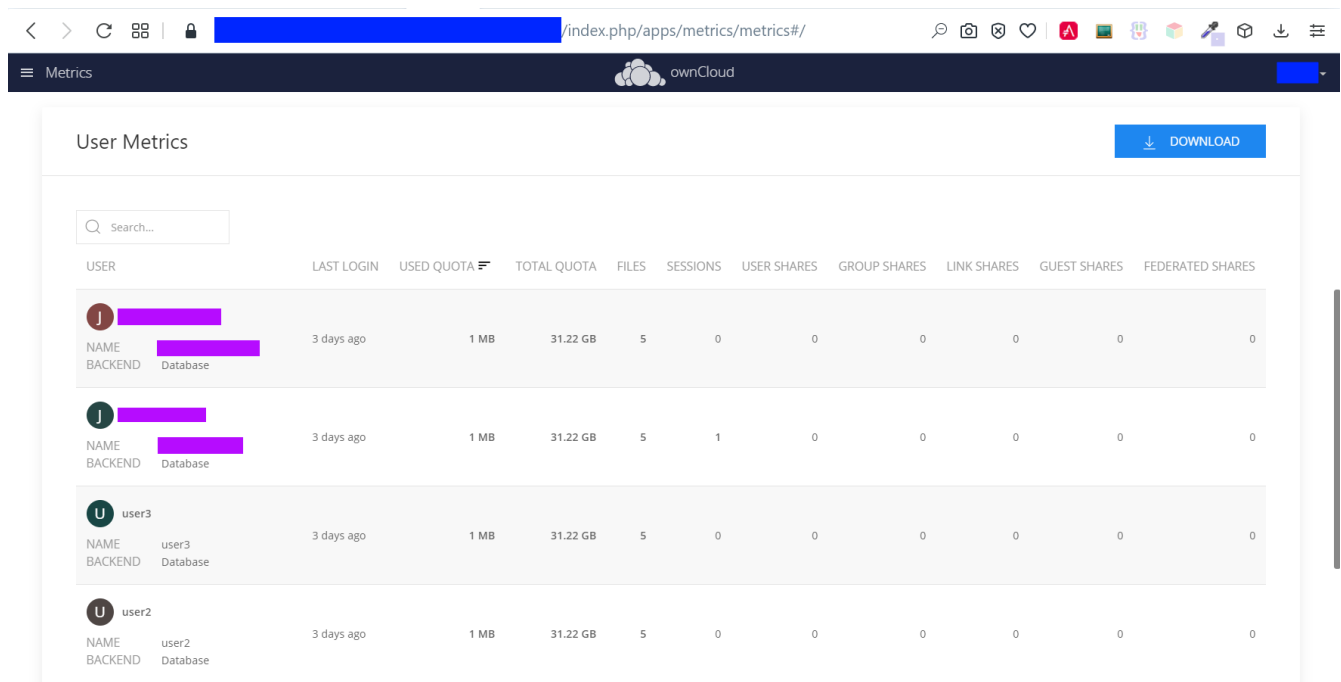 /index.php/apps/metrics/metrics#/
Metrics
ownCloud
User Metrics
DOWNLOAD
Search...
USER LAST LOGIN USED QUOTA TOTAL QUOTA FILES SESSIONS USER SHARES GROUP SHARES LINK SHARES GUEST SHARES FEDERATED SHARES
J
3 days ago 1 MB 31.22 GB 5 0 0 0 0 0 0
NAME
BACKEND Database
J
3 days ago 1 MB 31.22 GB 5 1 0 0 0 0 0
NAME
BACKEND Database
U user3
3 days ago 1 MB 31.22 GB 5 0 0 0 0 0 0
NAME user3
BACKEND Database
U user2
3 days ago 1 MB 31.22 GB 5 0 0 0 0 0 0
NAME user2
BACKEND Database